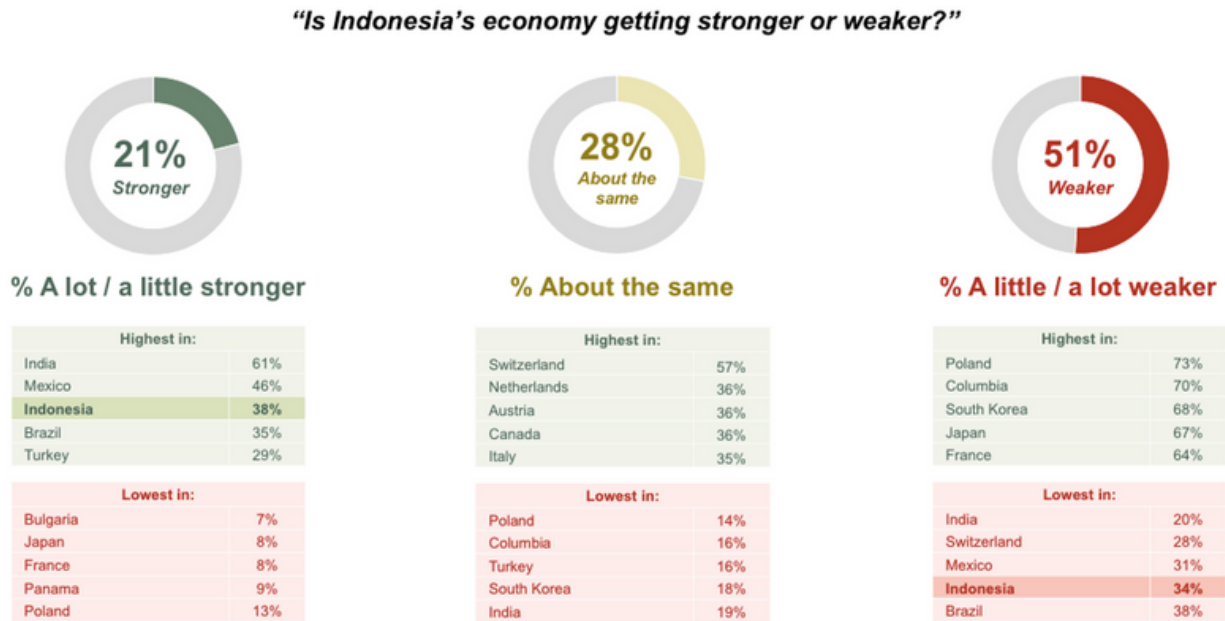 “Is Indonesia’s economy getting stronger or weaker?”
21%
Stronger
28%
About the
same
51%
Weaker
% A lot / a little stronger
Highest in:
India 61%
Mexico 46%
Indonesia 38%
Brazil 35%
Turkey 29%
Lowest in:
Bulgaria 7%
Japan 8%
France 8%
Panama 9%
Poland 13%
% About the same
Highest in:
Switzerland 57%
Netherlands 36%
Austria 36%
Canada 36%
Italy 35%
Lowest in:
Poland 14%
Columbia 16%
Turkey 16%
South Korea 18%
India 19%
% A little / a lot weaker
Highest in:
Poland 73%
Columbia 70%
South Korea 68%
Japan 67%
France 64%
Lowest in:
India 20%
Switzerland 28%
Mexico 31%
Indonesia 34%
Brazil 38%